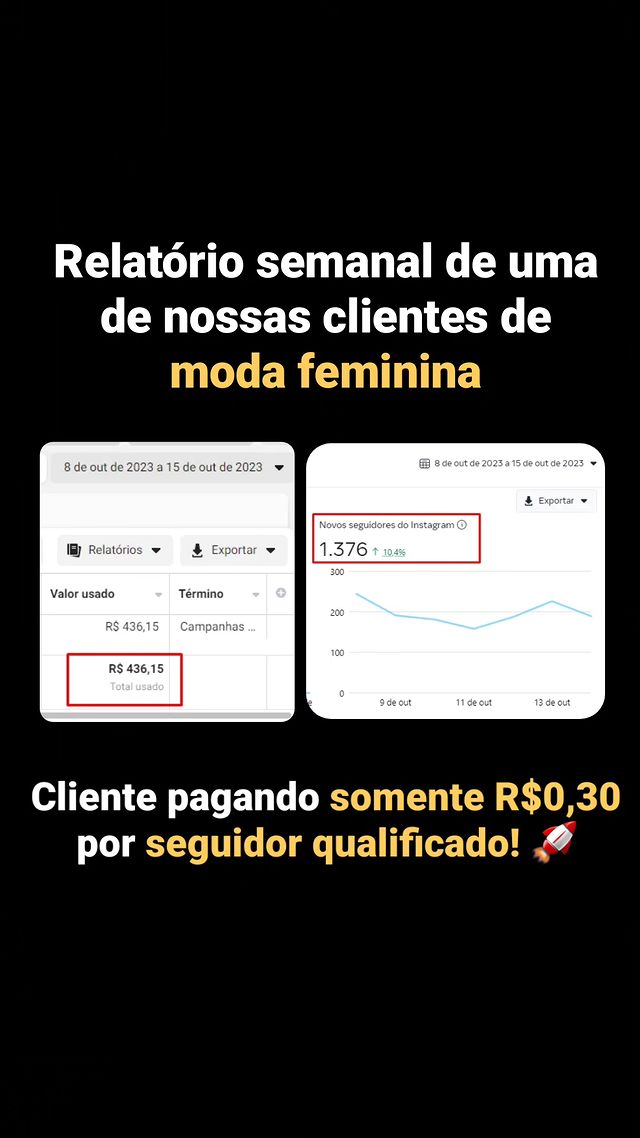 Relatório semanal de uma
de nossas clientes de
moda feminina
8 de out de 2023 a 15 de out de 2023
Relatórios
Exportar
Valor usado
Término
R$ 436,15
Campanhas ...
R$ 436,15
Total usado
8 de out de 2023 a 15 de out de 2023
Exportar
Novos seguidores do Instagram
1.376 ↑ 10,4%
300
200
100
0
9 de out
11 de out
13 de out
Cliente pagando somente R$0,30
por seguidor qualificado! 🚀